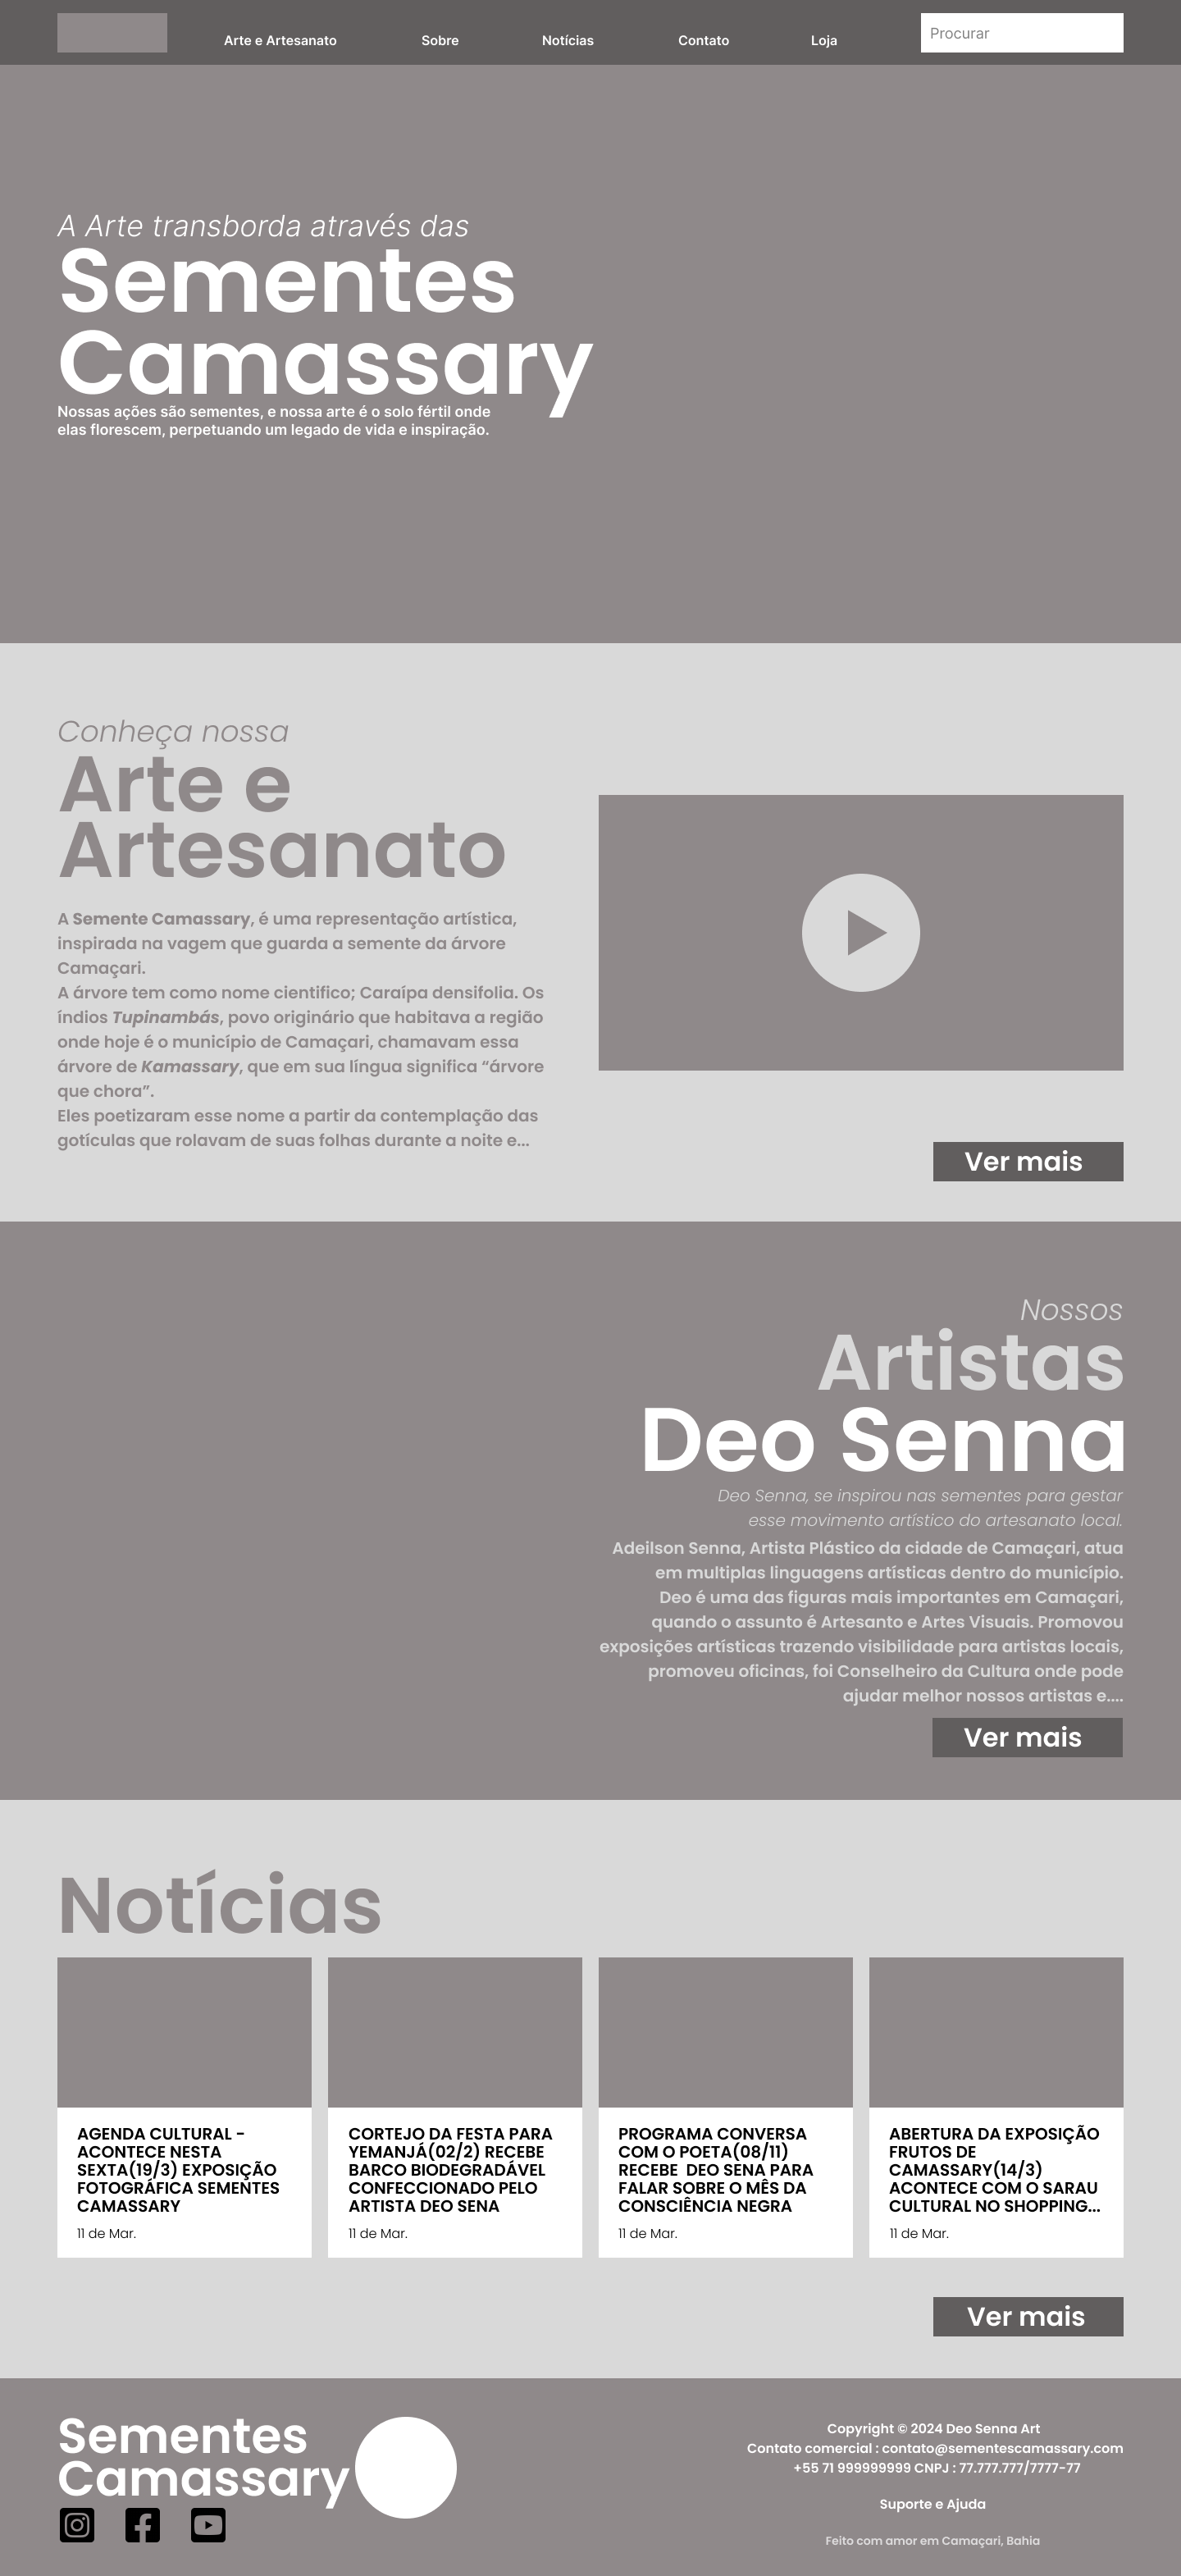 Arte e Artesanato
Sobre
Notícias
Contato
Loja
Procurar
A Arte transborda através das
Sementes
Camassary
Nossas ações são sementes, e nossa arte é o solo fértil onde
elas florescem, perpetuando um legado de vida e inspiração.
Conheça nossa
Arte e
Artesanato
A Semente Camassary, é uma representação artística,
inspirada na vagem que guarda a semente da árvore
Camaçari.
A árvore tem como nome cientifico; Caraípa densifolia. Os
índios Tupinambás, povo originário que habitava a região
onde hoje é o município de Camaçari, chamavam essa
árvore de Kamassary, que em sua língua significa “árvore
que chora”.
Eles poetizaram esse nome a partir da contemplação das
gotículas que rolavam de suas folhas durante a noite e...
Ver mais
Nossos
Artistas
Deo Senna
Deo Senna, se inspirou nas sementes para gestar
esse movimento artístico do artesanato local.
Adeilson Senna, Artista Plástico da cidade de Camaçari, atua
em multiplas linguagens artísticas dentro do município.
Deo é uma das figuras mais importantes em Camaçari,
quando o assunto é Artesanto e Artes Visuais. Promovou
exposições artísticas trazendo visibilidade para artistas locais,
promoveu oficinas, foi Conselheiro da Cultura onde pode
ajudar melhor nossos artistas e....
Ver mais
Notícias
AGENDA CULTURAL -
ACONTECE NESTA
SEXTA(19/3) EXPOSIÇÃO
FOTOGRÁFICA SEMENTES
CAMASSARY
11 de Mar.
CORTEJO DA FESTA PARA
YEMANJÁ(02/2) RECEBE
BARCO BIODEGRADÁVEL
CONFECCIONADO PELO
ARTISTA DEO SENA
11 de Mar.
PROGRAMA CONVERSA
COM O POETA(08/11)
RECEBE  DEO SENA PARA
FALAR SOBRE O MÊS DA
CONSCIÊNCIA NEGRA
11 de Mar.
ABERTURA DA EXPOSIÇÃO
FRUTOS DE
CAMASSARY(14/3)
ACONTECE COM O SARAU
CULTURAL NO SHOPPING...
11 de Mar.
Ver mais
Sementes
Camassary
Copyright © 2024 Deo Senna Art
Contato comercial : contato@sementescamassary.com
+55 71 999999999 CNPJ : 77.777.777/7777-77
Suporte e Ajuda
Feito com amor em Camaçari, Bahia